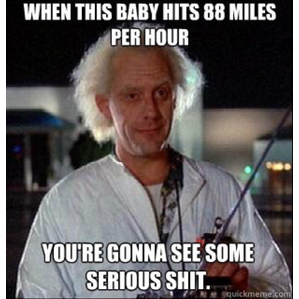 WHEN THIS BABY HITS 88 MILES
PER HOUR
YOU'RE GONNA SEE SOME
SERIOUS SHIT.
quickmeme.com